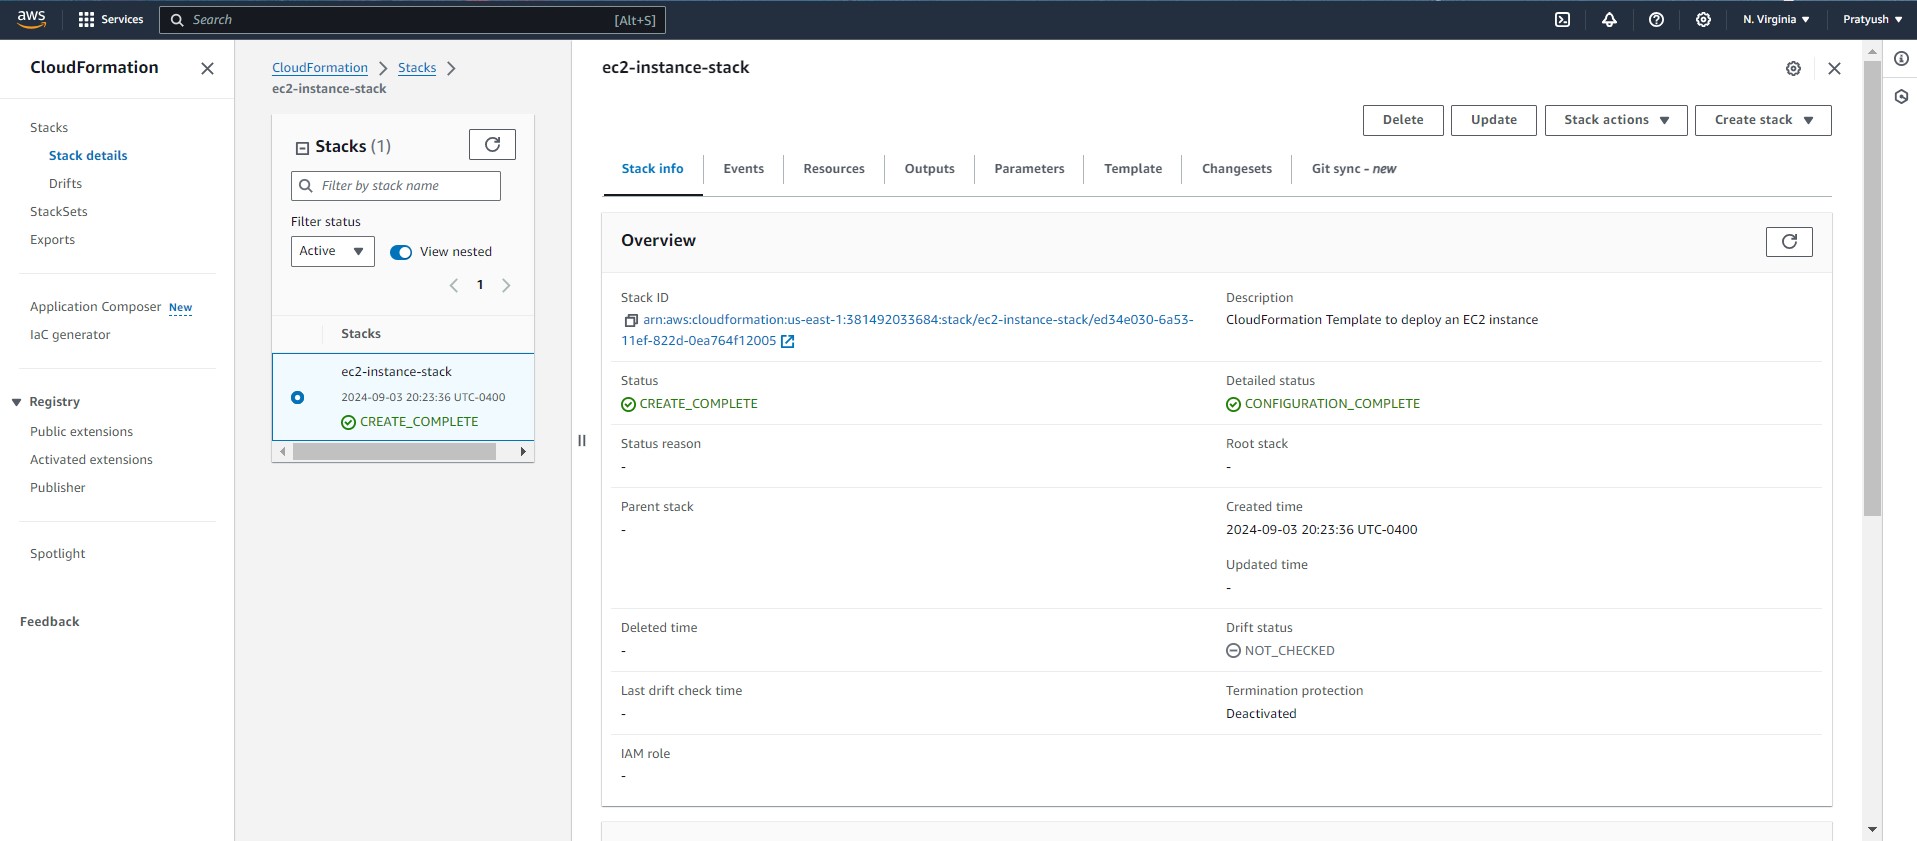 aws
Services
Search
[Alt+S]
N. Virginia
Pratyush
CloudFormation
Stacks
Stack details
Drifts
StackSets
Exports
Application Composer New
IaC generator
Registry
Public extensions
Activated extensions
Publisher
Spotlight
Feedback
CloudFormation
Stacks
ec2-instance-stack
Stacks (1)
Filter by stack name
Filter status
Active
View nested
1
Stacks
ec2-instance-stack
2024-09-03 20:23:36 UTC-0400
CREATE_COMPLETE
ec2-instance-stack
Delete
Update
Stack actions
Create stack
Stack info
Events
Resources
Outputs
Parameters
Template
Changesets
Git sync - new
Overview
Stack ID
arn:aws:cloudformation:us-east-1:381492033684:stack/ec2-instance-stack/ed34e030-6a53-
11ef-822d-0ea764f12005
Description
CloudFormation Template to deploy an EC2 instance
Status
CREATE_COMPLETE
Detailed status
CONFIGURATION_COMPLETE
Status reason
-
Root stack
-
Parent stack
-
Created time
2024-09-03 20:23:36 UTC-0400
Updated time
-
Deleted time
-
Drift status
NOT_CHECKED
Last drift check time
-
Termination protection
Deactivated
IAM role
-